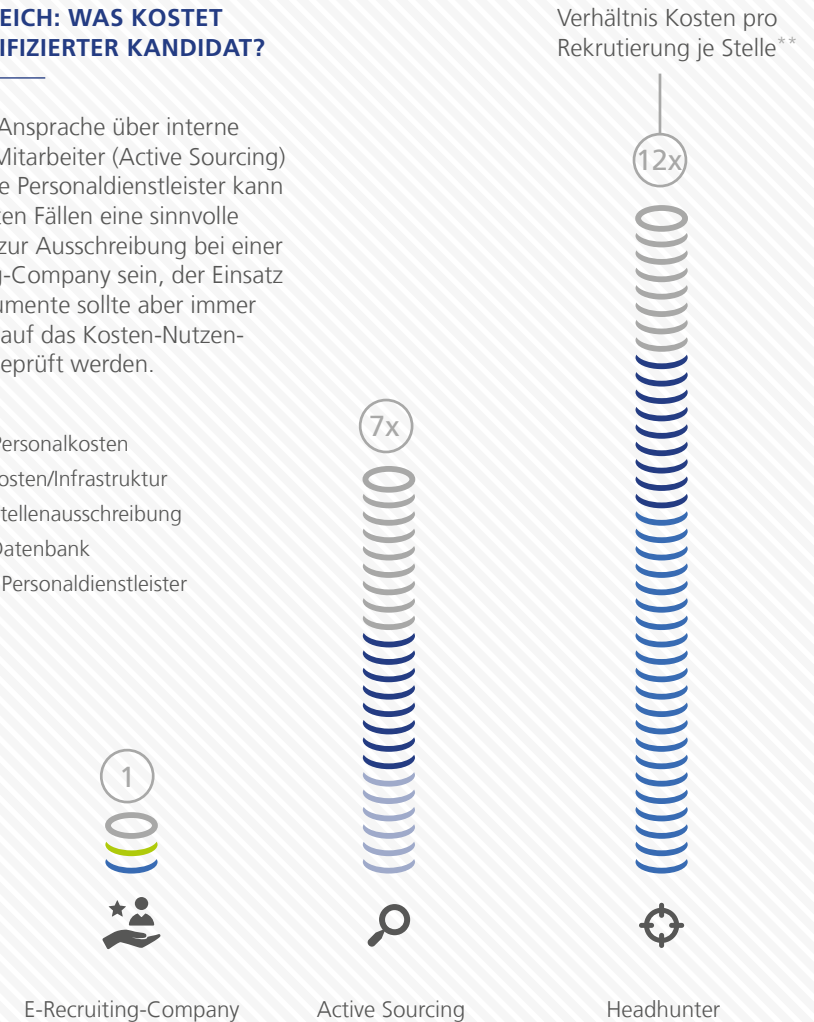 EICH: WAS KOSTET
IFIZIERTER KANDIDAT?
Ansprache über interne
Mitarbeiter (Active Sourcing)
e Personaldienstleister kann
ten Fällen eine sinnvolle
zur Ausschreibung bei einer
g-Company sein, der Einsatz
umente sollte aber immer
auf das Kosten-Nutzen-
eprüft werden.
Personalkosten
osten/Infrastruktur
tellenausschreibung
Datenbank
Personaldienstleister
Verhältnis Kosten pro
Rekrutierung je Stelle**
12x
7x
1
E-Recruiting-Company
Active Sourcing
Headhunter